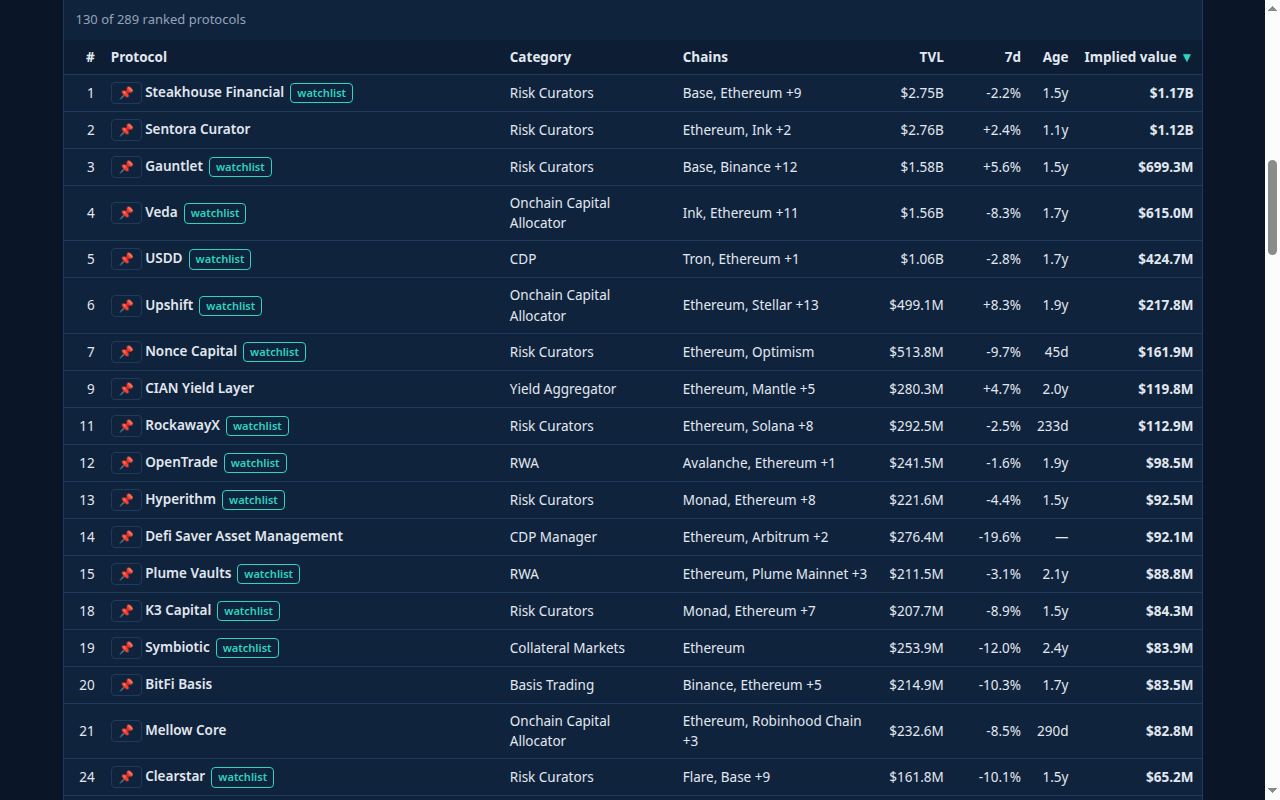 130 of 289 ranked protocols
# Protocol Category Chains TVL 7d Age Implied value ▼
1 📌 Steakhouse Financial watchlist Risk Curators Base, Ethereum +9 $2.75B -2.2% 1.5y $1.17B
2 📌 Sentora Curator Risk Curators Ethereum, Ink +2 $2.76B +2.4% 1.1y $1.12B
3 📌 Gauntlet watchlist Risk Curators Base, Binance +12 $1.58B +5.6% 1.5y $699.3M
4 📌 Veda watchlist Onchain Capital Allocator Ink, Ethereum +11 $1.56B -8.3% 1.7y $615.0M
5 📌 USDD watchlist CDP Tron, Ethereum +1 $1.06B -2.8% 1.7y $424.7M
6 📌 Upshift watchlist Onchain Capital Allocator Ethereum, Stellar +13 $499.1M +8.3% 1.9y $217.8M
7 📌 Nonce Capital watchlist Risk Curators Ethereum, Optimism $513.8M -9.7% 45d $161.9M
9 📌 CIAN Yield Layer Yield Aggregator Ethereum, Mantle +5 $280.3M +4.7% 2.0y $119.8M
11 📌 RockawayX watchlist Risk Curators Ethereum, Solana +8 $292.5M -2.5% 233d $112.9M
12 📌 OpenTrade watchlist RWA Avalanche, Ethereum +1 $241.5M -1.6% 1.9y $98.5M
13 📌 Hyperithm watchlist Risk Curators Monad, Ethereum +8 $221.6M -4.4% 1.5y $92.5M
14 📌 Defi Saver Asset Management CDP Manager Ethereum, Arbitrum +2 $276.4M -19.6% — $92.1M
15 📌 Plume Vaults watchlist RWA Ethereum, Plume Mainnet +3 $211.5M -3.1% 2.1y $88.8M
18 📌 K3 Capital watchlist Risk Curators Monad, Ethereum +7 $207.7M -8.9% 1.5y $84.3M
19 📌 Symbiotic watchlist Collateral Markets Ethereum $253.9M -12.0% 2.4y $83.9M
20 📌 BitFi Basis Basis Trading Binance, Ethereum +5 $214.9M -10.3% 1.7y $83.5M
21 📌 Mellow Core Onchain Capital Allocator Ethereum, Robinhood Chain +3 $232.6M -8.5% 290d $82.8M
24 📌 Clearstar watchlist Risk Curators Flare, Base +9 $161.8M -10.1% 1.5y $65.2M